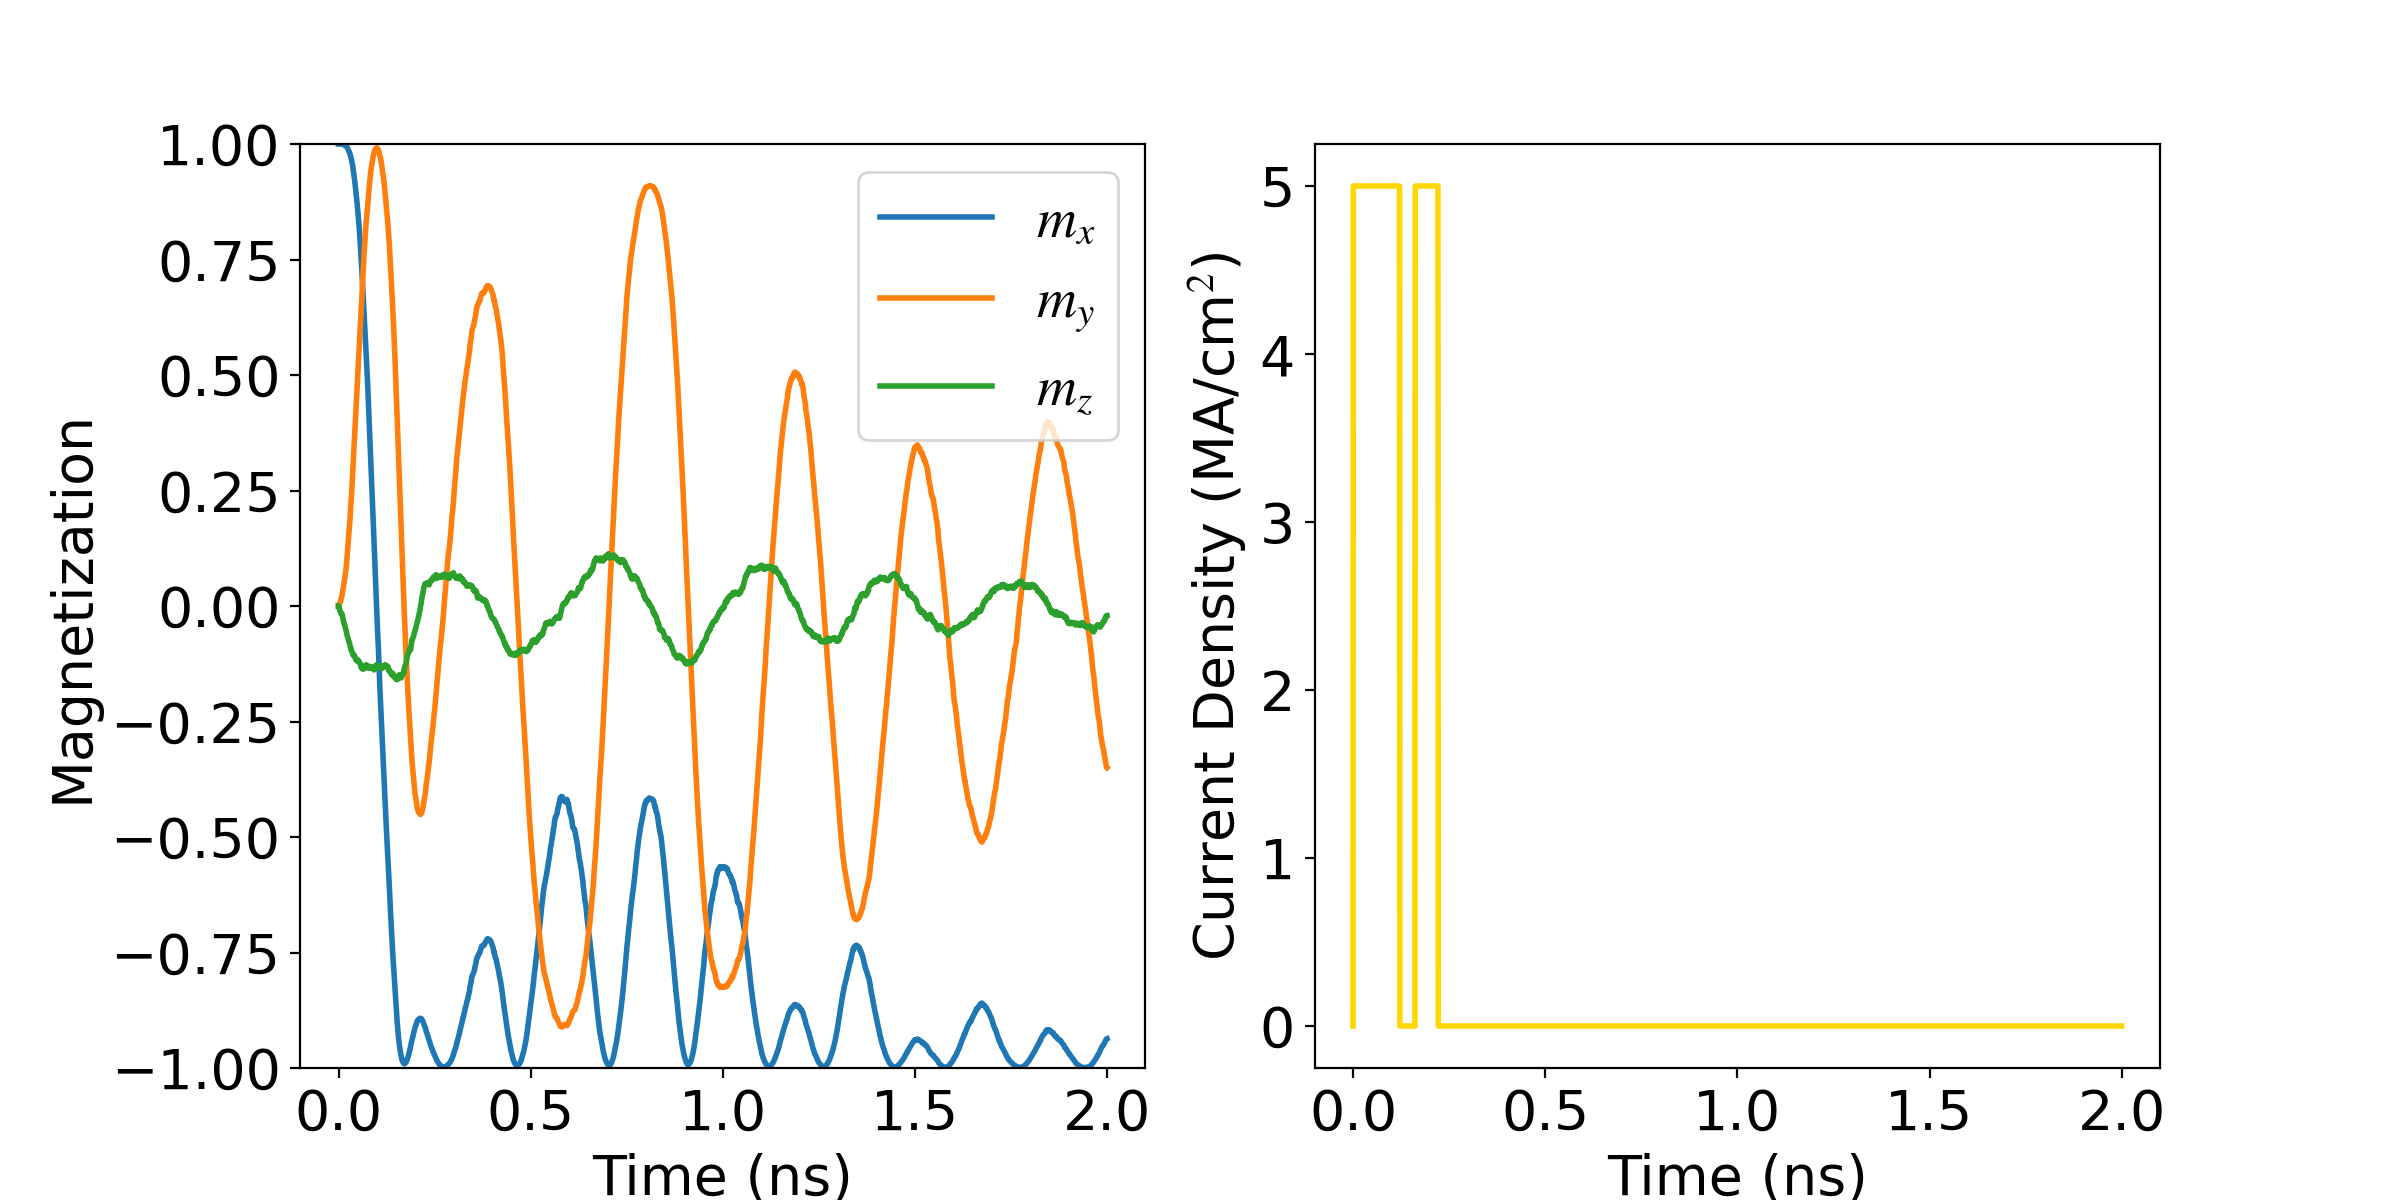 1.00
0.75
0.50
0.25
0.00
−0.25
−0.50
−0.75
−1.00
Magnetization
0.0 0.5 1.0 1.5 2.0
Time (ns)
m_x
m_y
m_z
5
4
3
2
1
0
Current Density (MA/cm²)
0.0 0.5 1.0 1.5 2.0
Time (ns)